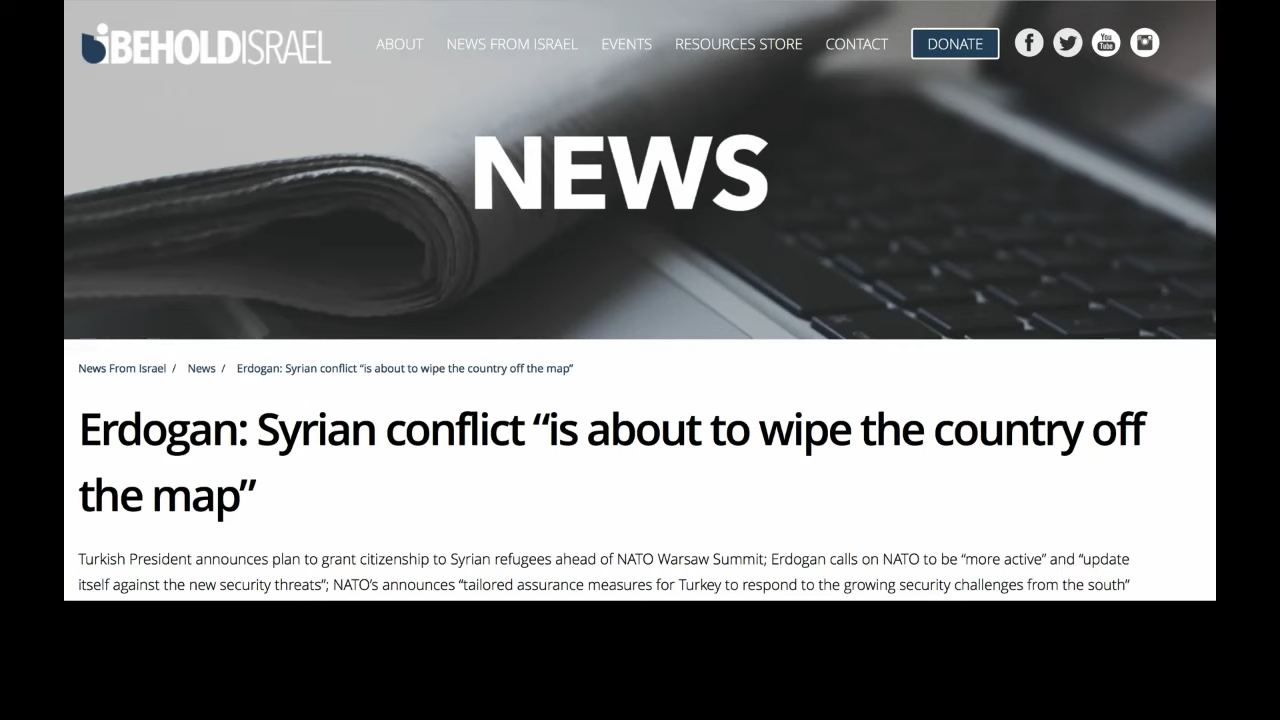 BEHOLDISRAEL
ABOUT NEWS FROM ISRAEL EVENTS RESOURCES STORE CONTACT DONATE You Tube
NEWS
News From Israel / News / Erdogan: Syrian conflict “is about to wipe the country off the map”
Erdogan: Syrian conflict “is about to wipe the country off
the map”
Turkish President announces plan to grant citizenship to Syrian refugees ahead of NATO Warsaw Summit; Erdogan calls on NATO to be “more active” and “update
itself against the new security threats”; NATO’s announces “tailored assurance measures for Turkey to respond to the growing security challenges from the south”